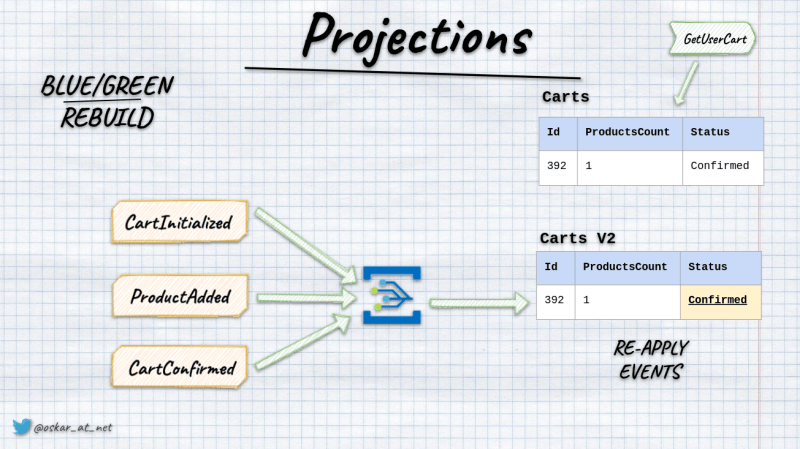 Projections
GetUserCart
BLUE/GREEN
REBUILD
Carts
Id ProductsCount Status
392 1 Confirmed
CartInitialized
ProductAdded
CartConfirmed
Carts V2
Id ProductsCount Status
392 1 Confirmed
RE-APPLY
EVENTS
@oskar_at_net